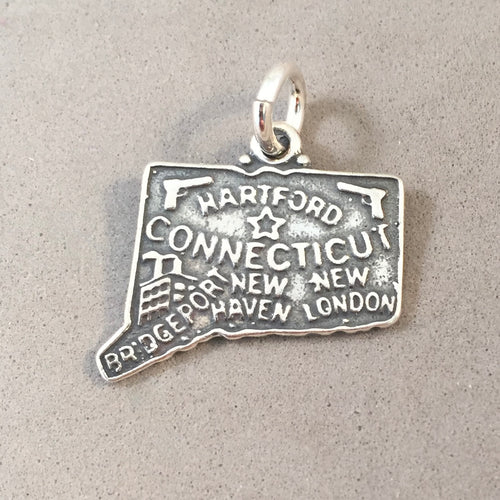 HARTFORD
CONNECTICUT
NEW HAVEN
NEW LONDON
BRIDGEPORT